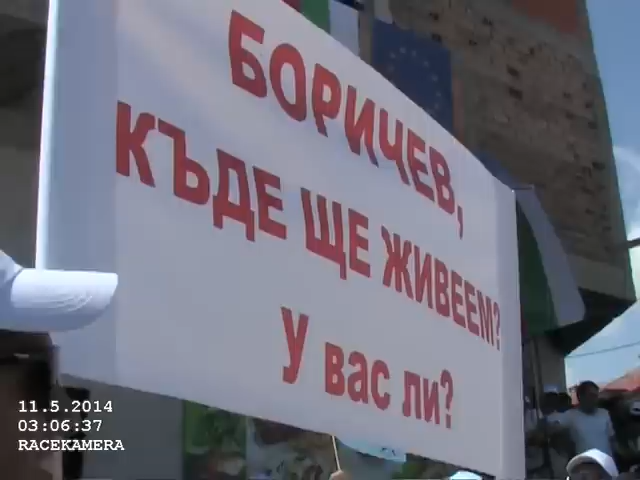 БОРИЧЕВ,
КЪДЕ ЩЕ ЖИВЕЕМ?
У ВАС ЛИ?
11.5.2014
03:06:37
RACEKAMERA